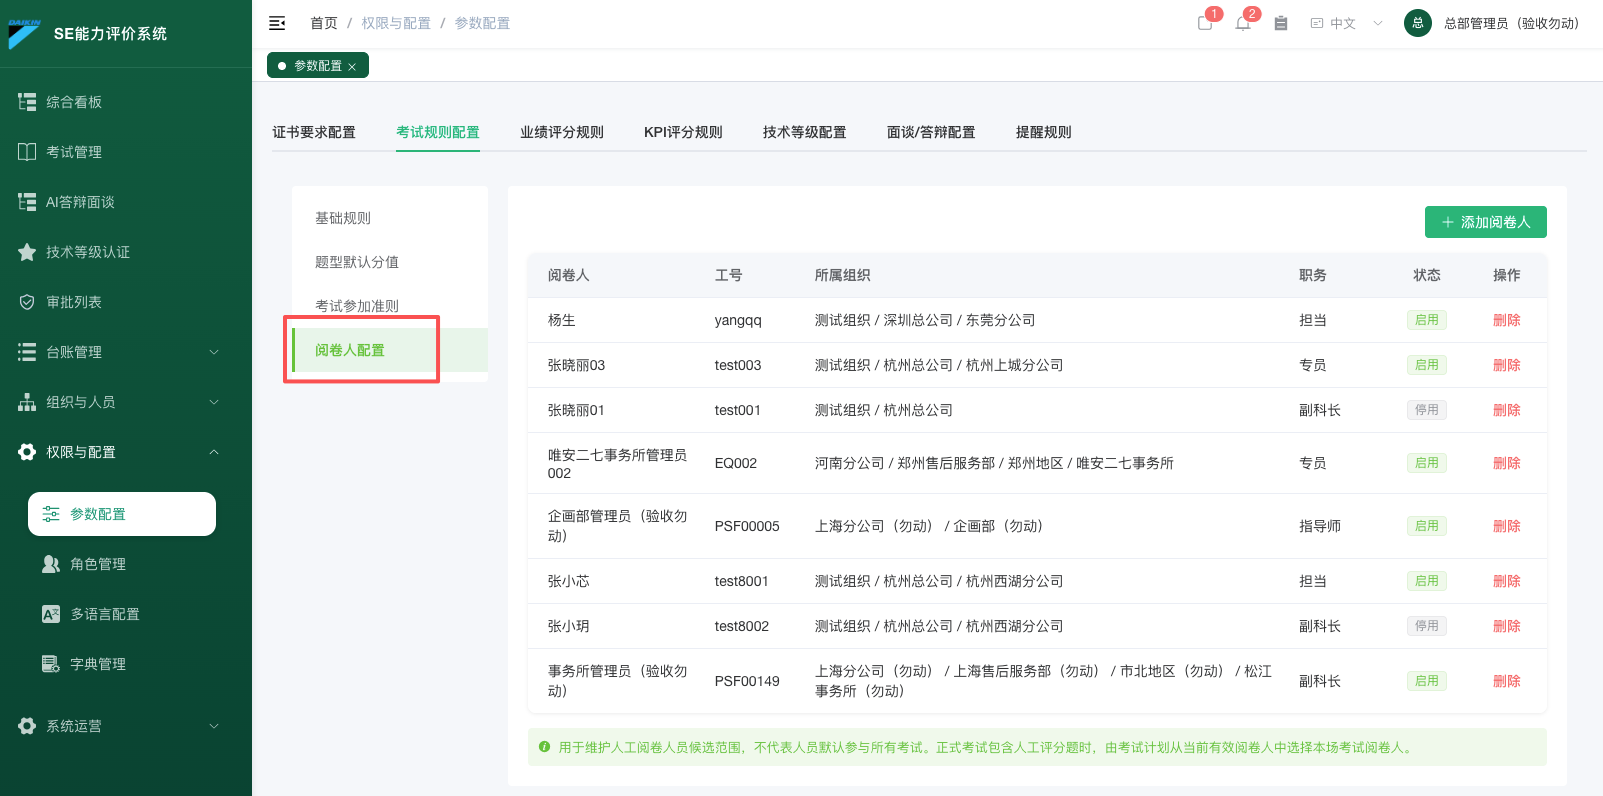 DAIKIN
SE能力评价系统
首页 / 权限与配置 / 参数配置
1
2
中文
总
总部管理员（验收勿动）
参数配置
综合看板
考试管理
AI答辩面谈
技术等级认证
审批列表
台账管理
组织与人员
权限与配置
参数配置
角色管理
多语言配置
字典管理
系统运营
证书要求配置 考试规则配置 业绩评分规则 KPI评分规则 技术等级配置 面谈/答辩配置 提醒规则
基础规则
题型默认分值
考试参加准则
阅卷人配置
添加阅卷人
阅卷人 工号 所属组织 职务 状态 操作
杨生 yangqq 测试组织 / 深圳总公司 / 东莞分公司 担当 启用 删除
张晓丽03 test003 测试组织 / 杭州总公司 / 杭州上城分公司 专员 启用 删除
张晓丽01 test001 测试组织 / 杭州总公司 副科长 停用 删除
唯安二七事务所管理员
002 EQ002 河南分公司 / 郑州售后服务部 / 郑州地区 / 唯安二七事务所 专员 启用 删除
企画部管理员（验收勿
动） PSF00005 上海分公司（勿动） / 企画部（勿动） 指导师 启用 删除
张小芯 test8001 测试组织 / 杭州总公司 / 杭州西湖分公司 担当 启用 删除
张小玥 test8002 测试组织 / 杭州总公司 / 杭州西湖分公司 副科长 停用 删除
事务所管理员（验收勿
动） PSF00149 上海分公司（勿动） / 上海售后服务部（勿动） / 市北地区（勿动） / 松江
事务所（勿动） 副科长 启用 删除
用于维护人工阅卷人员候选范围，不代表人员默认参与所有考试。正式考试包含人工评分题时，由考试计划从当前有效阅卷人中选择本场考试阅卷人。